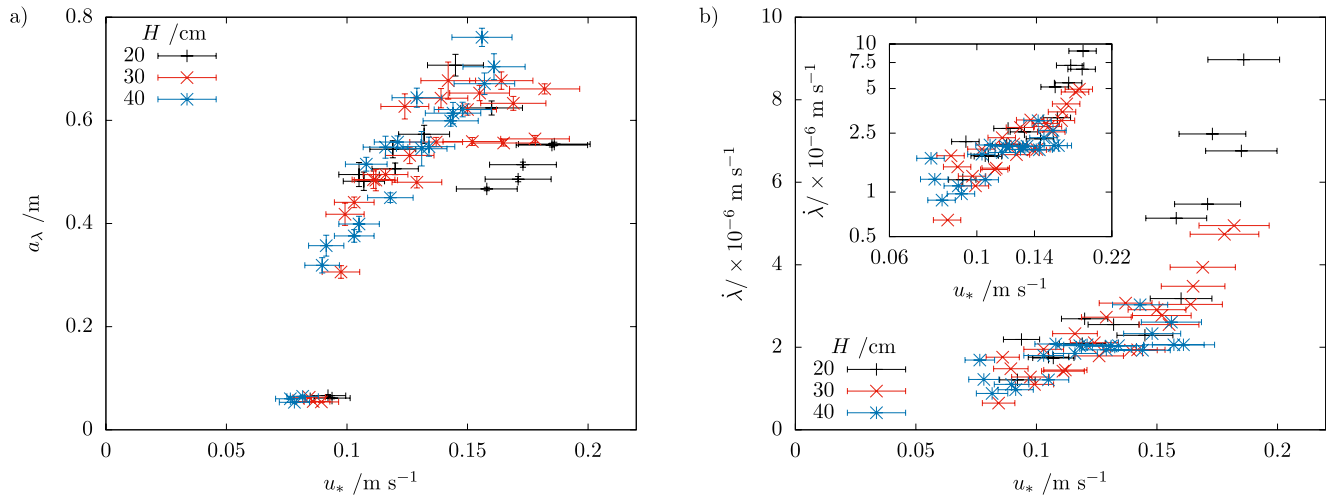 a)
H /cm
20
30
40
0.8
0.6
0.4
0.2
0
a_λ /m
0 0.05 0.1 0.15 0.2
u_* /m s⁻¹
b)
10
8
6
4
2
0
λ̇/ × 10⁻⁶ m s⁻¹
10
7.5
5
2.5
1
0.5
λ̇/ × 10⁻⁶ m s⁻¹
0.06 0.1 0.14 0.22
u_* /m s⁻¹
H /cm
20
30
40
0 0.05 0.1 0.15 0.2
u_* /m s⁻¹